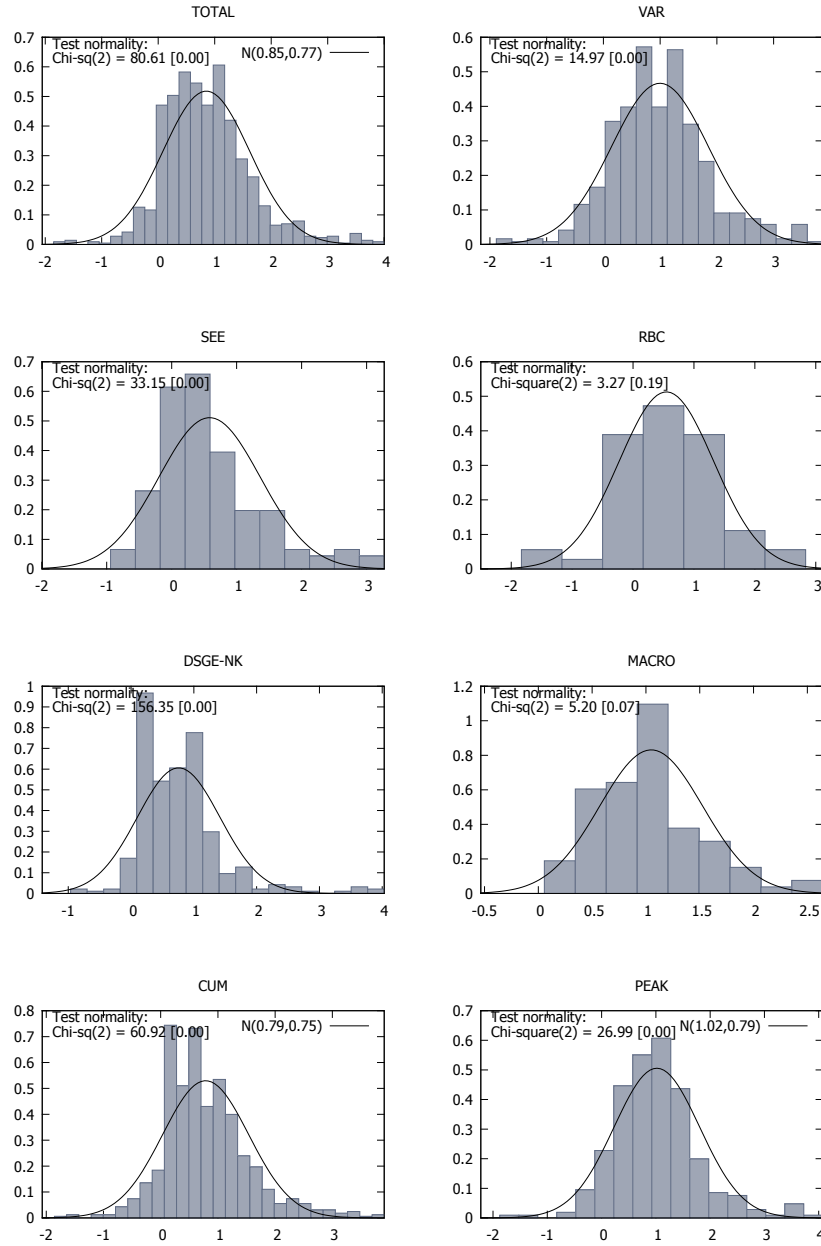 TOTAL
Test normality:
Chi-sq(2) = 80.61 [0.00]
N(0.85,0.77)
0.7
0.6
0.5
0.4
0.3
0.2
0.1
0
-2 -1 0 1 2 3 4
VAR
Test normality:
Chi-sq(2) = 14.97 [0.00]
0.6
0.5
0.4
0.3
0.2
0.1
0
-2 -1 0 1 2 3
SEE
Test normality:
Chi-sq(2) = 33.15 [0.00]
0.7
0.6
0.5
0.4
0.3
0.2
0.1
0
-2 -1 0 1 2 3
RBC
Test normality:
Chi-square(2) = 3.27 [0.19]
0.6
0.5
0.4
0.3
0.2
0.1
0
-2 -1 0 1 2 3
DSGE-NK
Test normality:
Chi-sq(2) = 156.35 [0.00]
1
0.9
0.8
0.7
0.6
0.5
0.4
0.3
0.2
0.1
0
-1 0 1 2 3 4
MACRO
Test normality:
Chi-sq(2) = 5.20 [0.07]
1.2
1
0.8
0.6
0.4
0.2
0
-0.5 0 0.5 1 1.5 2 2.5
CUM
Test normality:
Chi-sq(2) = 60.92 [0.00]
N(0.79,0.75)
0.8
0.7
0.6
0.5
0.4
0.3
0.2
0.1
0
-2 -1 0 1 2 3
PEAK
Test normality:
Chi-square(2) = 26.99 [0.00]
N(1.02,0.79)
0.7
0.6
0.5
0.4
0.3
0.2
0.1
0
-2 -1 0 1 2 3 4